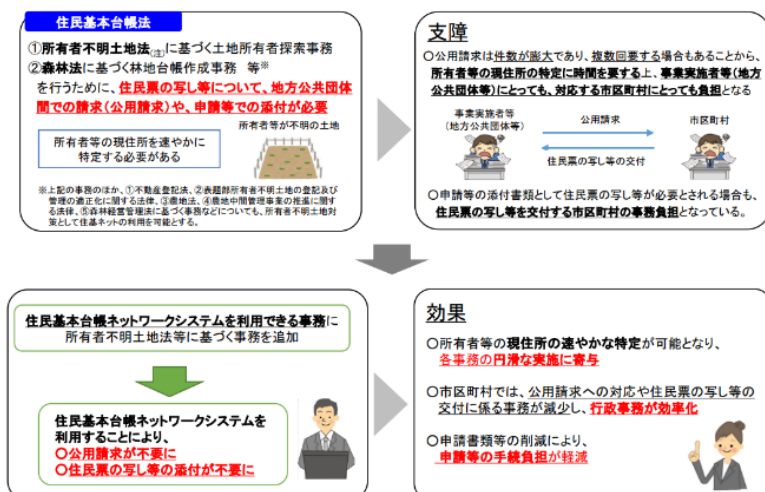 住民基本台帳法
①所有者不明土地法(注)に基づく土地所有者探索事務
②森林法に基づく林地台帳作成事務　等※
を行うために、住民票の写し等について、地方公共団体
間での請求(公用請求)や、申請等での添付が必要
所有者等の現住所を速やかに
特定する必要がある
所有者等が不明の土地
※上記の事務のほか、①不動産登記法、②表題部所有者不明土地の登記及び
管理の適正化に関する法律、③農地法、④農地中間管理事業の推進に関す
る法律、⑤森林経営管理法に基づく事務などについても、所有者不明土地対
策として住基ネットの利用を可能とする。
支障
○公用請求は件数が膨大であり、複数回要する場合もあることから、
所有者等の現住所の特定に時間を要する上、事業実施者等(地方
公共団体等)にとっても、対応する市区町村にとっても負担となる
事業実施者等
(地方公共団体等)
公用請求
市区町村
住民票の写し等の交付
○申請等の添付書類として住民票の写し等が必要とされる場合も、
住民票の写し等を交付する市区町村の事務負担となっている。
住民基本台帳ネットワークシステムを利用できる事務に
所有者不明土地法等に基づく事務を追加
住民基本台帳ネットワークシステムを
利用することにより、
○公用請求が不要に
○住民票の写し等の添付が不要に
効果
○所有者等の現住所の速やかな特定が可能となり、
各事務の円滑な実施に寄与
○市区町村では、公用請求への対応や住民票の写し等の
交付に係る事務が減少し、行政事務が効率化
○申請書類等の削減により、
申請等の手続負担が軽減